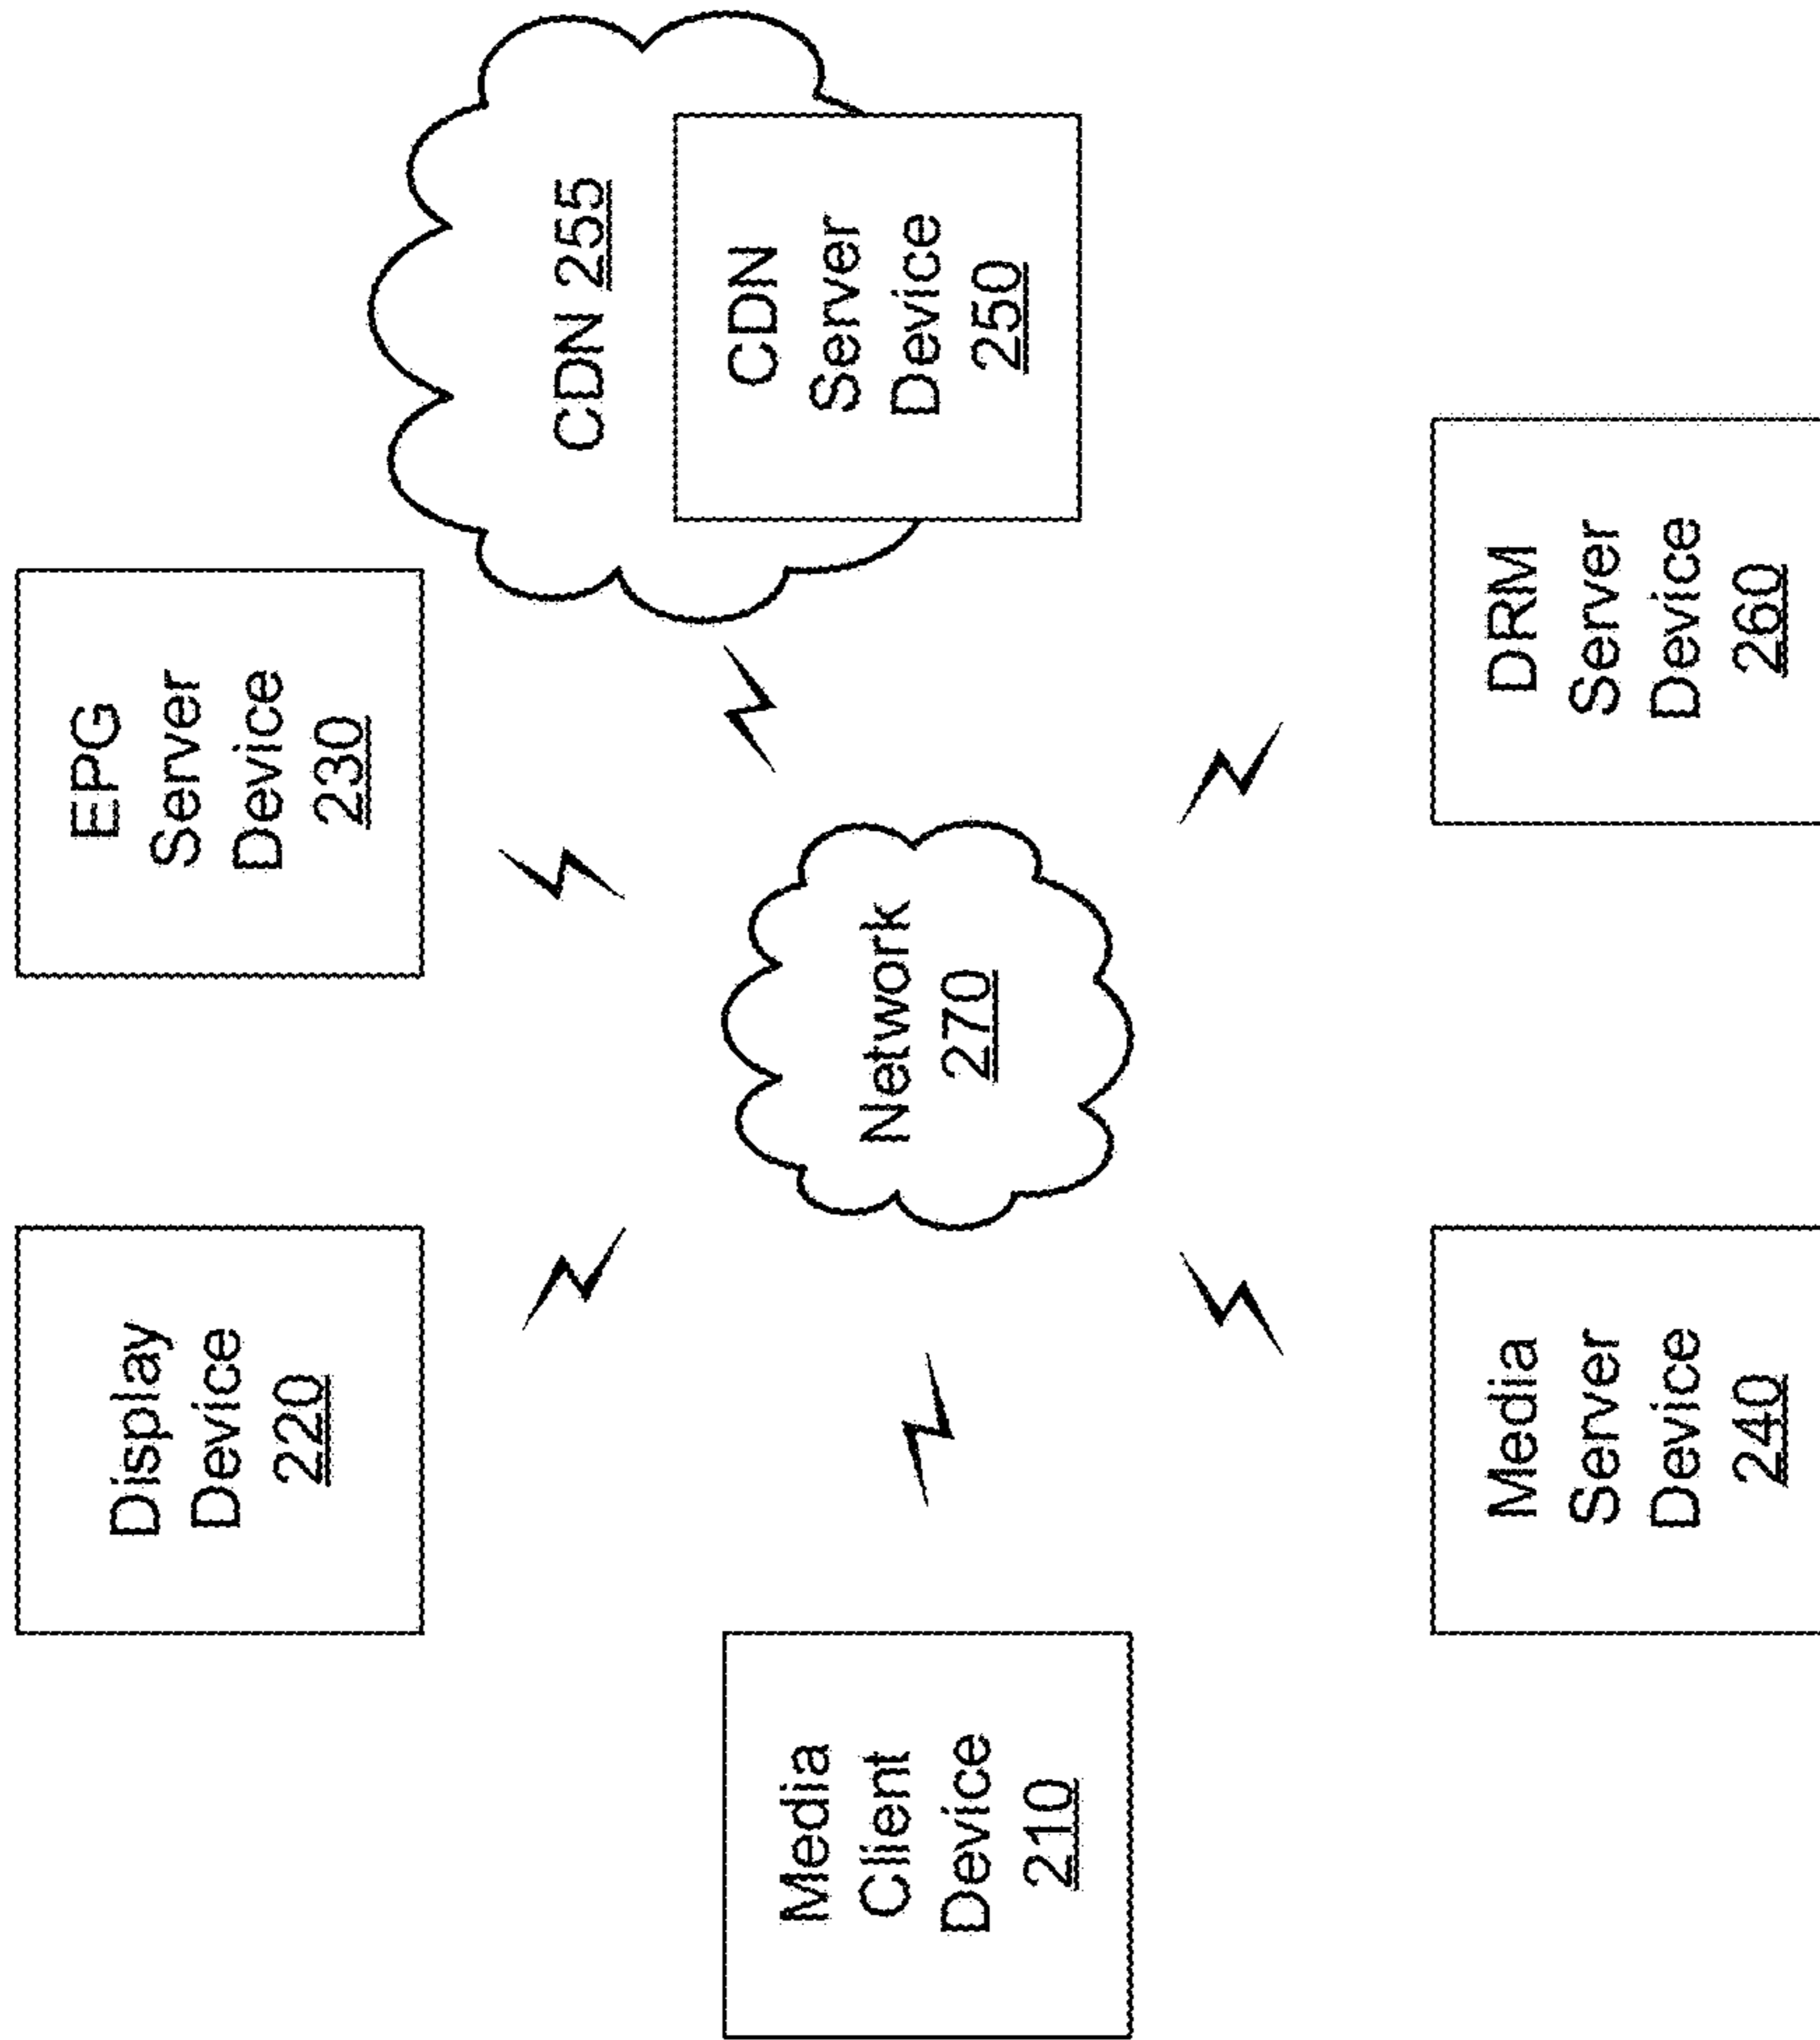 Display
Device
220
EPG
Server
Device
230
CDN 255
CDN
Server
Device
250
Media
Client
Device
210
Network
270
Media
Server
Device
240
DRM
Server
Device
260